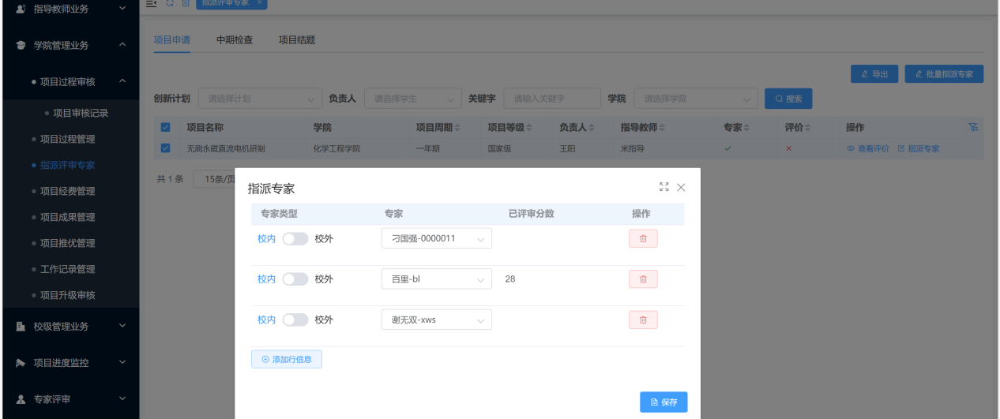 指导教师业务
指派评审专家 ×
学院管理业务
项目过程审核
项目审核记录
项目过程管理
指派评审专家
项目经费管理
项目成果管理
项目推优管理
工作记录管理
项目升级审核
校级管理业务
项目进度监控
专家评审
项目申请 中期检查 项目结题
导出 批量指派专家
创新计划 请选择计划 负责人 请选择学生 关键字 请输入关键字 学院 请选择学院 搜索
项目名称 学院 项目周期 项目等级 负责人 指导教师 专家 评价 操作
无刷永磁直流电机研制 化学工程学院 一年期 国家级 王阳 米指导 查看评价 指派专家
共 1 条 15条/页
指派专家
专家类型 专家 已评审分数 操作
校内 校外 刁国强-0000011
校内 校外 百里-bl 28
校内 校外 谢无双-xws
添加行信息
保存